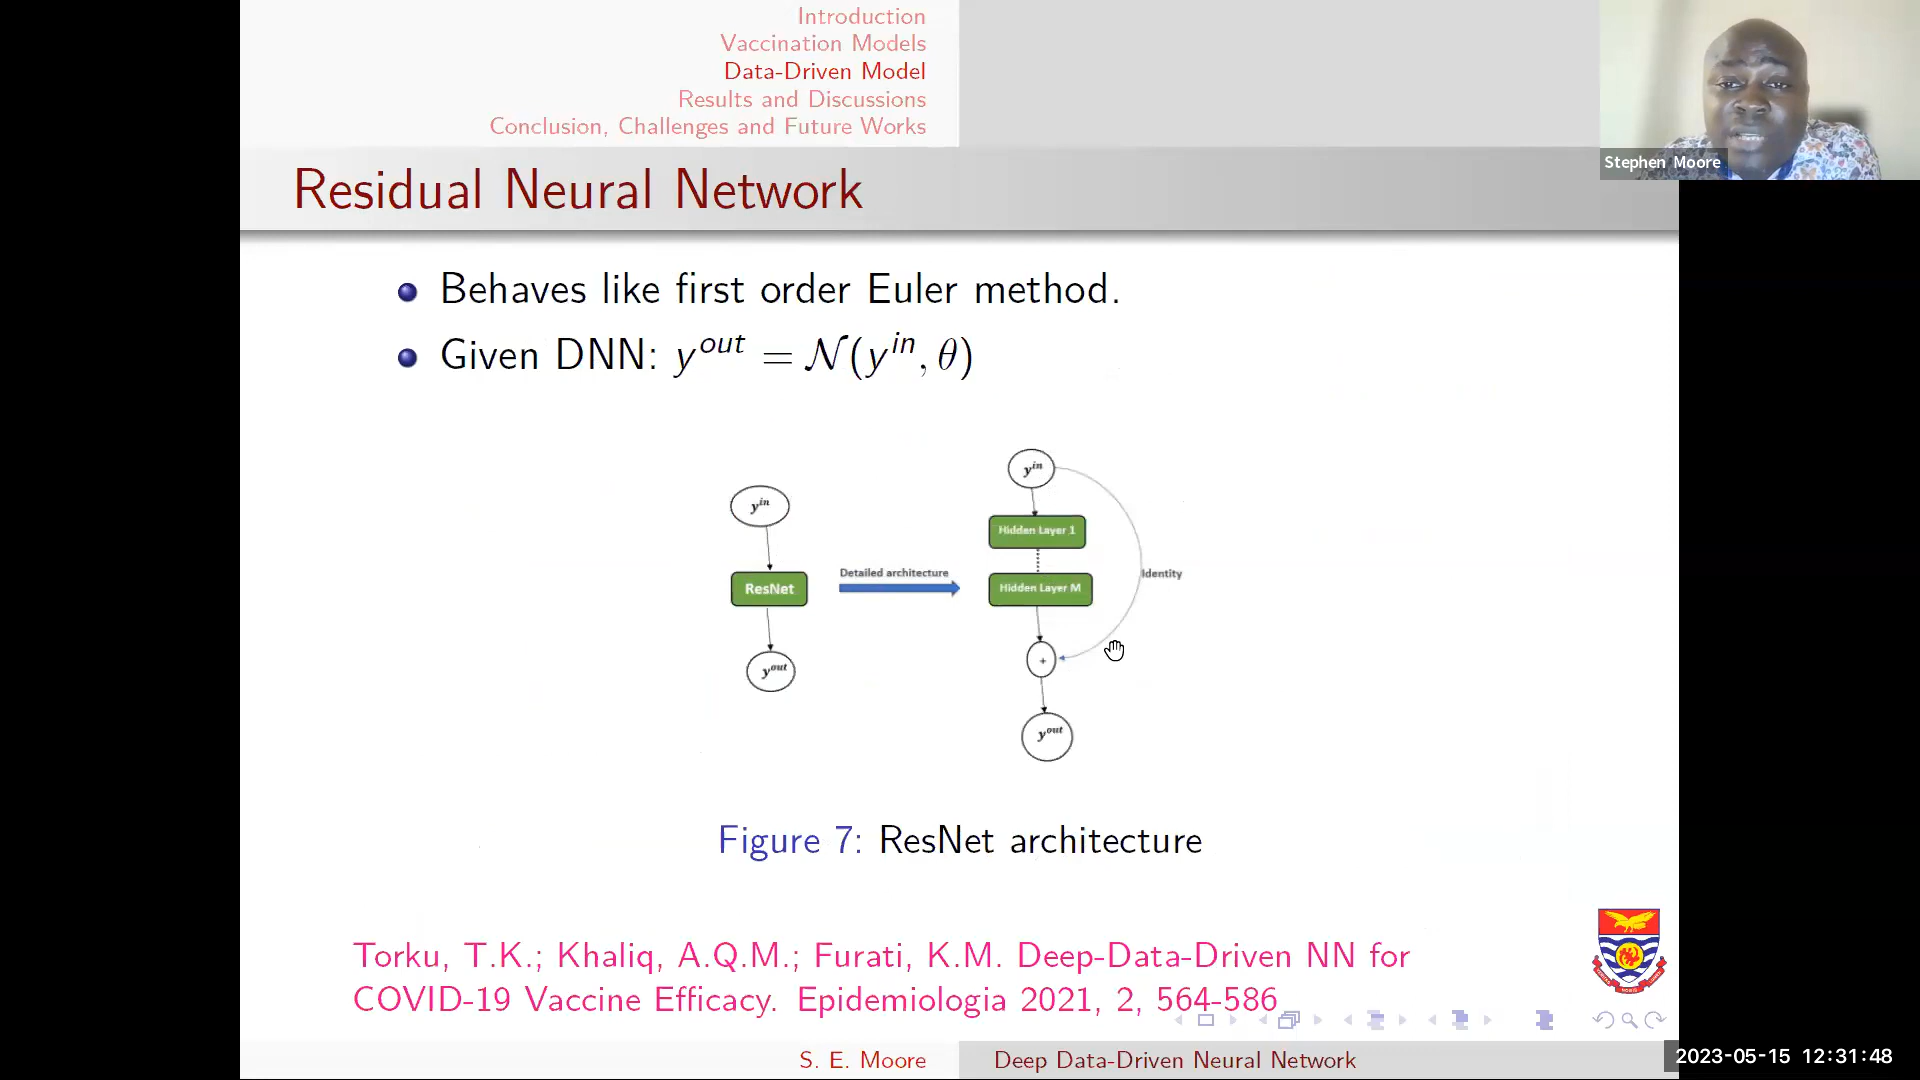 Introduction
Vaccination Models
Data-Driven Model
Results and Discussions
Conclusion, Challenges and Future Works
Stephen Moore
Residual Neural Network
Behaves like first order Euler method.
Given DNN: y^out = 𝒩(y^in, θ)
y^in
ResNet
y^out
Detailed architecture
y^in
Hidden Layer 1
Hidden Layer M
Identity
+
y^out
Figure 7: ResNet architecture
Torku, T.K.; Khaliq, A.Q.M.; Furati, K.M. Deep-Data-Driven NN for
COVID-19 Vaccine Efficacy. Epidemiologia 2021, 2, 564-586
S. E. Moore
Deep Data-Driven Neural Network
2023-05-15 12:31:48